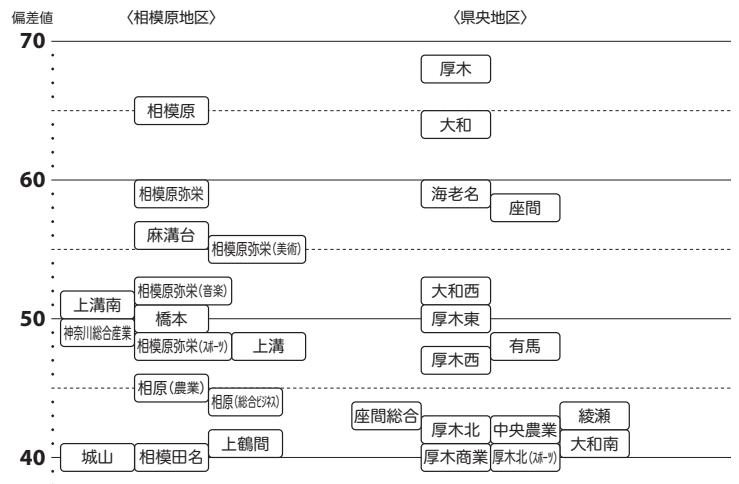 偏差値
〈相模原地区〉
〈県央地区〉
70
厚木
相模原
大和
60
相模原弥栄
海老名
座間
麻溝台
相模原弥栄(美術)
相模原弥栄(音楽)
大和西
上溝南
50
橋本
厚木東
神奈川総合産業
相模原弥栄(スポーツ)
上溝
有馬
厚木西
相原(農業)
相原(総合ビジネス)
座間総合
綾瀬
厚木北
中央農業
上鶴間
大和南
40
城山
相模田名
厚木商業
厚木北(スポーツ)